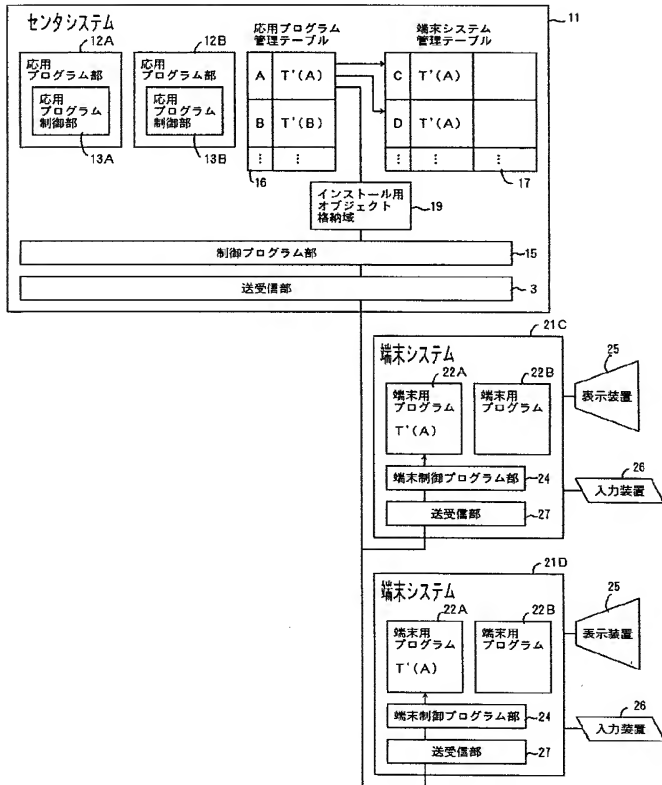 センタシステム
11
12A
12B
応用プログラム
管理テーブル
端末システム
管理テーブル
応用
プログラム部
応用
プログラム
制御部
13A
応用
プログラム部
応用
プログラム
制御部
13B
A T'(A)
B T'(B)
⋮ ⋮
16
C T'(A)
D T'(A)
⋮ ⋮ ⋮
17
インストール用
オブジェクト
格納域
19
制御プログラム部
15
送受信部
3
21C
端末システム
22A
22B
端末用
プログラム
T'(A)
端末用
プログラム
端末制御プログラム部
24
送受信部
27
25
表示装置
26
入力装置
21D
端末システム
22A
22B
端末用
プログラム
T'(A)
端末用
プログラム
端末制御プログラム部
24
送受信部
27
25
表示装置
26
入力装置